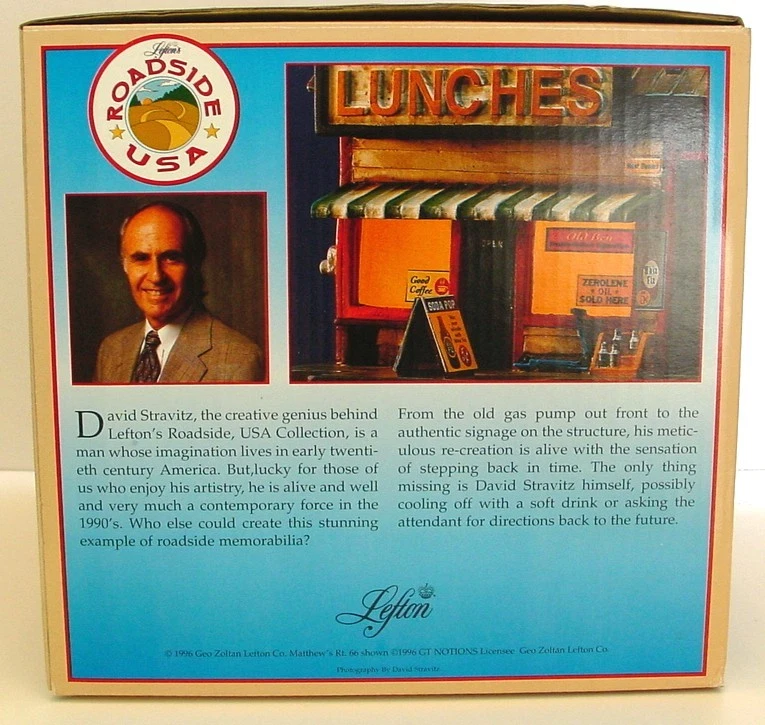 Lefton's
ROADSIDE
USA
LUNCHES
OPEN
Good
Coffee
SODA POP
ZEROLENE
OIL
SOLD HERE
David Stravitz, the creative genius behind
Lefton's Roadside, USA Collection, is a
man whose imagination lives in early twenti-
eth century America. But,lucky for those of
us who enjoy his artistry, he is alive and well
and very much a contemporary force in the
1990's. Who else could create this stunning
example of roadside memorabilia?
From the old gas pump out front to the
authentic signage on the structure, his metic-
ulous re-creation is alive with the sensation
of stepping back in time. The only thing
missing is David Stravitz himself, possibly
cooling off with a soft drink or asking the
attendant for directions back to the future.
Lefton
© 1996 Geo Zoltan Lefton Co. Matthew's Rt. 66 shown ©1996 GT NOTIONS Licensee Geo Zoltan Lefton Co.
Photography By David Stravitz